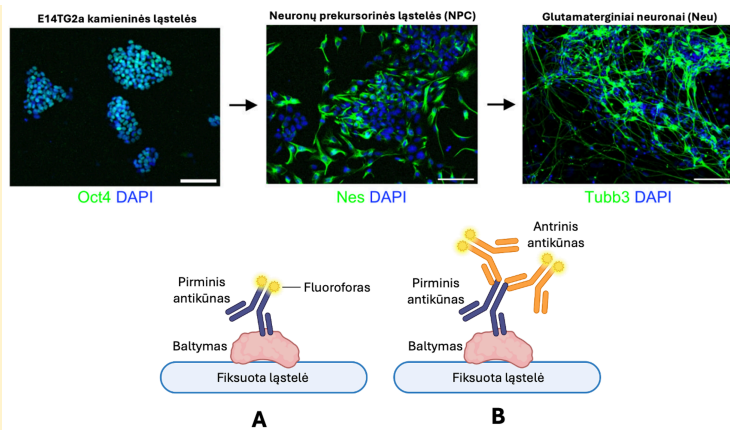 E14TG2a kamieninės ląstelės
Neuronų prekursorinės ląstelės (NPC)
Glutamaterginiai neuronai (Neu)
Oct4 DAPI
Nes DAPI
Tubb3 DAPI
Pirminis
antikūnas
Fluoroforas
Baltymas
Fiksuota ląstelė
A
Antrinis
antikūnas
Pirminis
antikūnas
Baltymas
Fiksuota ląstelė
B